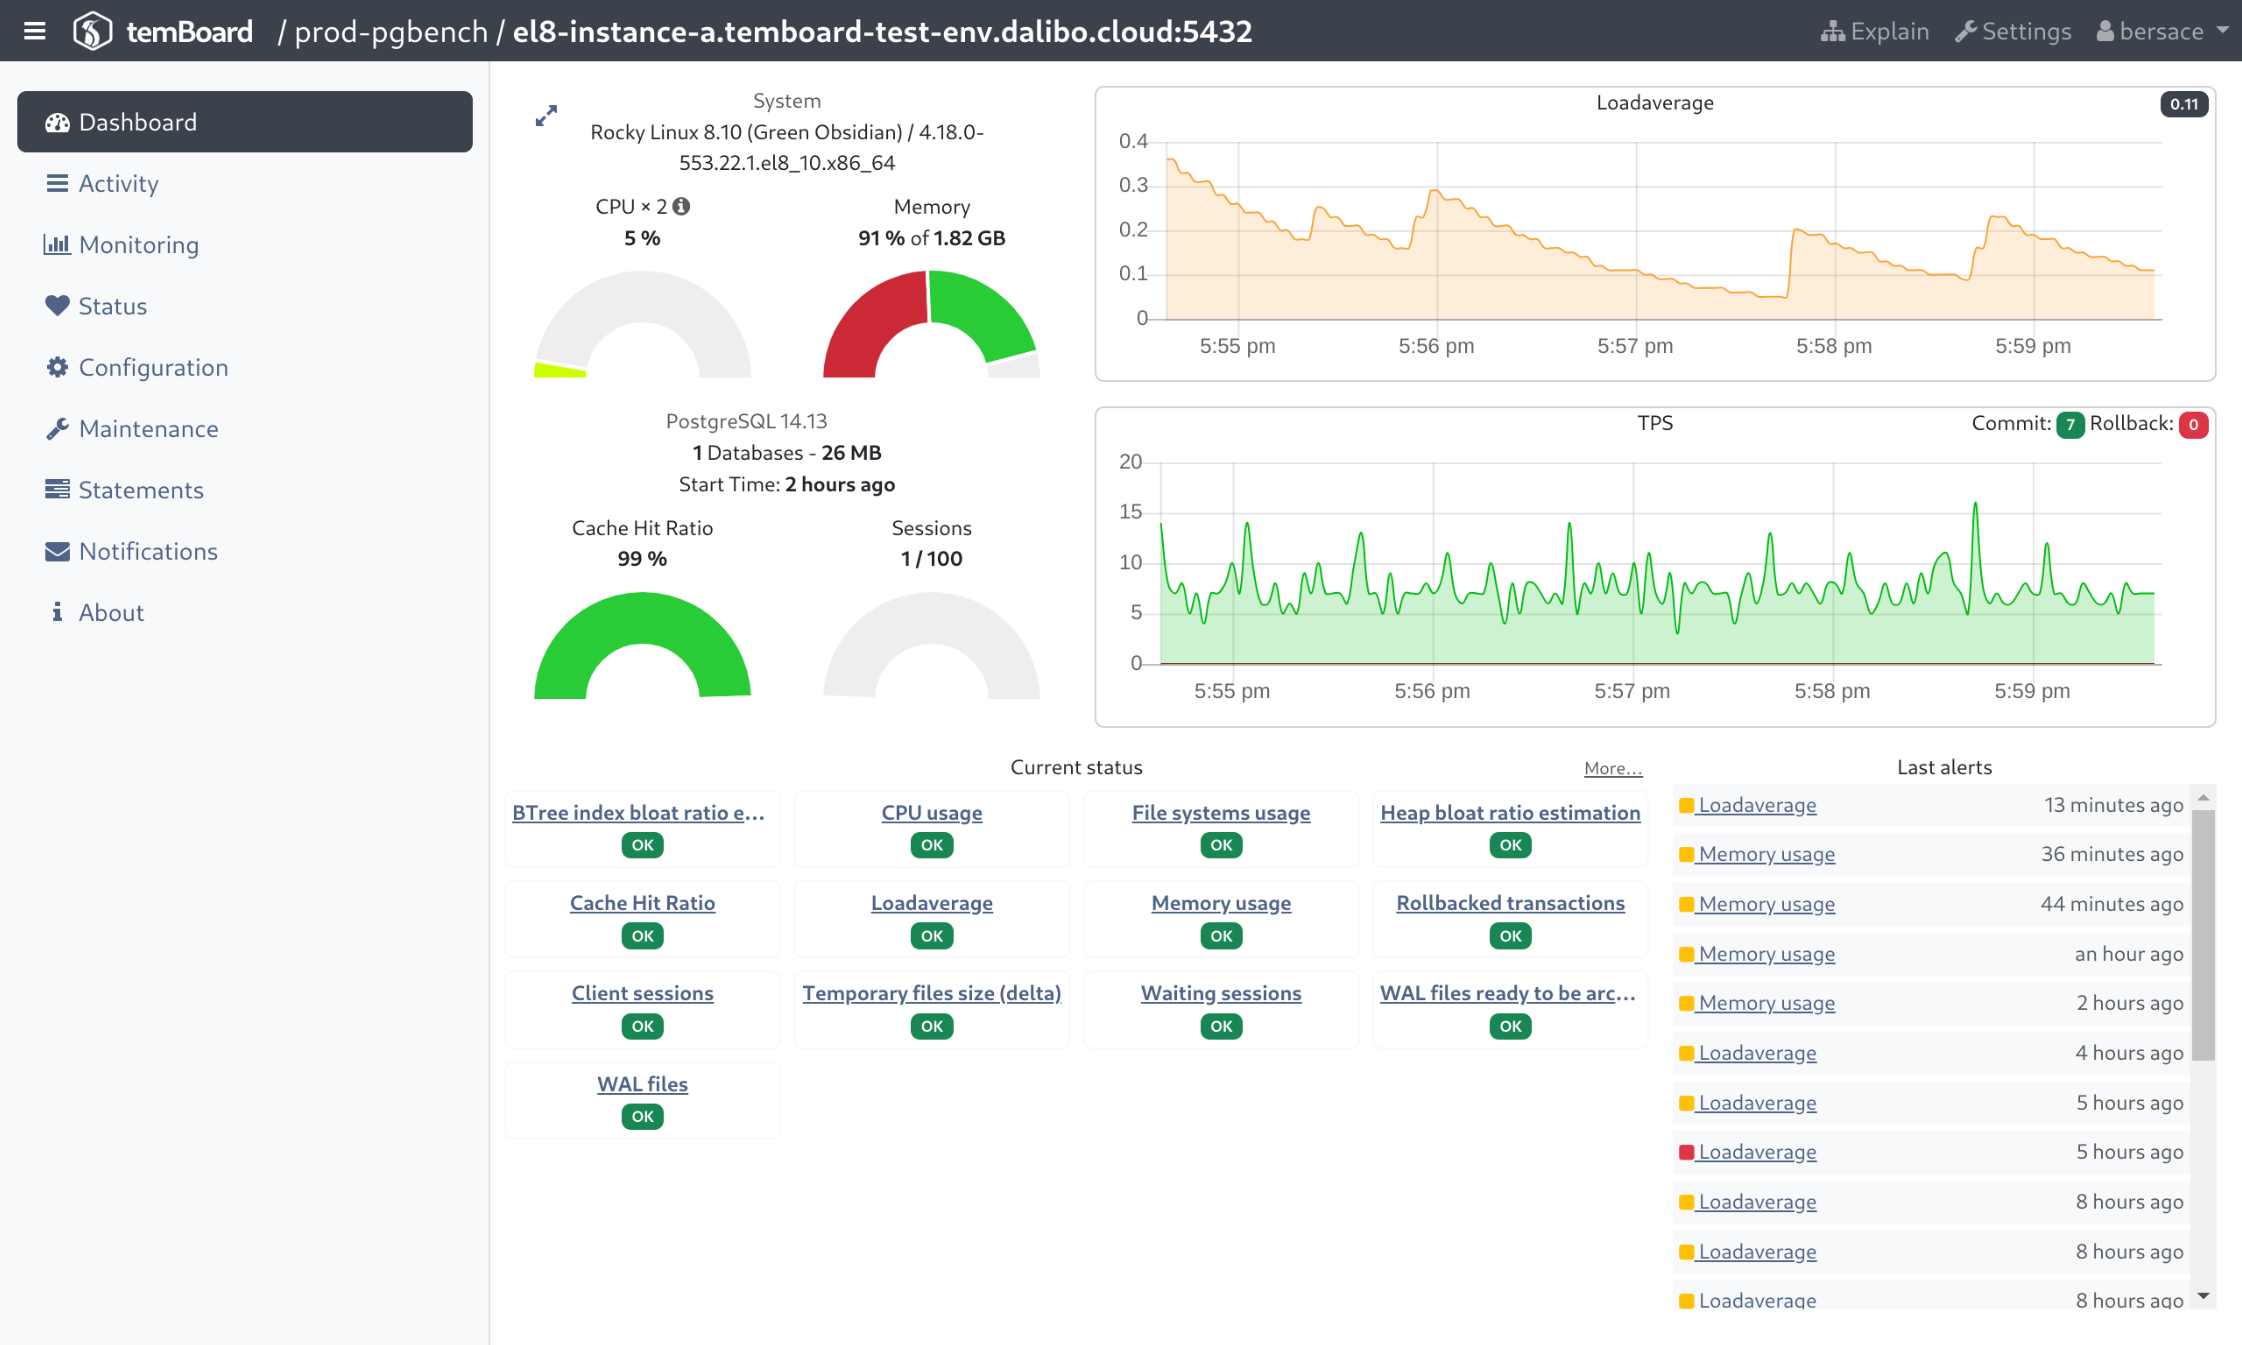 temBoard / prod-pgbench / el8-instance-a.temboard-test-env.dalibo.cloud:5432
Explain
Settings
bersace
Dashboard
Activity
Monitoring
Status
Configuration
Maintenance
Statements
Notifications
About
System
Rocky Linux 8.10 (Green Obsidian) / 4.18.0-
553.22.1.el8_10.x86_64
CPU × 2
5 %
Memory
91 % of 1.82 GB
PostgreSQL 14.13
1 Databases - 26 MB
Start Time: 2 hours ago
Cache Hit Ratio
99 %
Sessions
1 / 100
Loadaverage
0.11
0.4
0.3
0.2
0.1
0
5:55 pm
5:56 pm
5:57 pm
5:58 pm
5:59 pm
TPS
Commit: 7 Rollback: 0
20
15
10
5
0
5:55 pm
5:56 pm
5:57 pm
5:58 pm
5:59 pm
Current status
More...
BTree index bloat ratio e...
OK
CPU usage
OK
File systems usage
OK
Heap bloat ratio estimation
OK
Cache Hit Ratio
OK
Loadaverage
OK
Memory usage
OK
Rollbacked transactions
OK
Client sessions
OK
Temporary files size (delta)
OK
Waiting sessions
OK
WAL files ready to be arc...
OK
WAL files
OK
Last alerts
Loadaverage 13 minutes ago
Memory usage 36 minutes ago
Memory usage 44 minutes ago
Memory usage an hour ago
Memory usage 2 hours ago
Loadaverage 4 hours ago
Loadaverage 5 hours ago
Loadaverage 5 hours ago
Loadaverage 8 hours ago
Loadaverage 8 hours ago
Loadaverage 8 hours ago